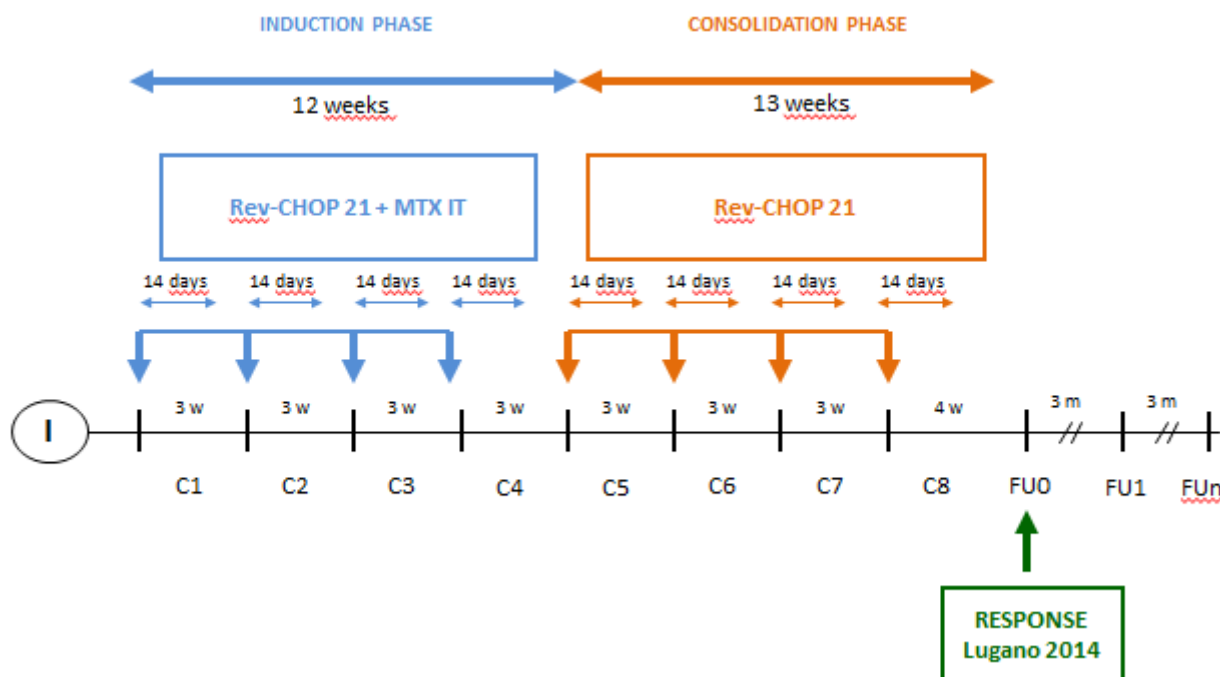 INDUCTION PHASE
CONSOLIDATION PHASE
12 weeks
13 weeks
Rev-CHOP 21 + MTX IT
Rev-CHOP 21
14 days 14 days 14 days 14 days 14 days 14 days 14 days 14 days
3 w 3 w 3 w 3 w 3 w 3 w 3 w 4 w 3 m 3 m
I
C1 C2 C3 C4 C5 C6 C7 C8 FU0 FU1 FUn
RESPONSE
Lugano 2014